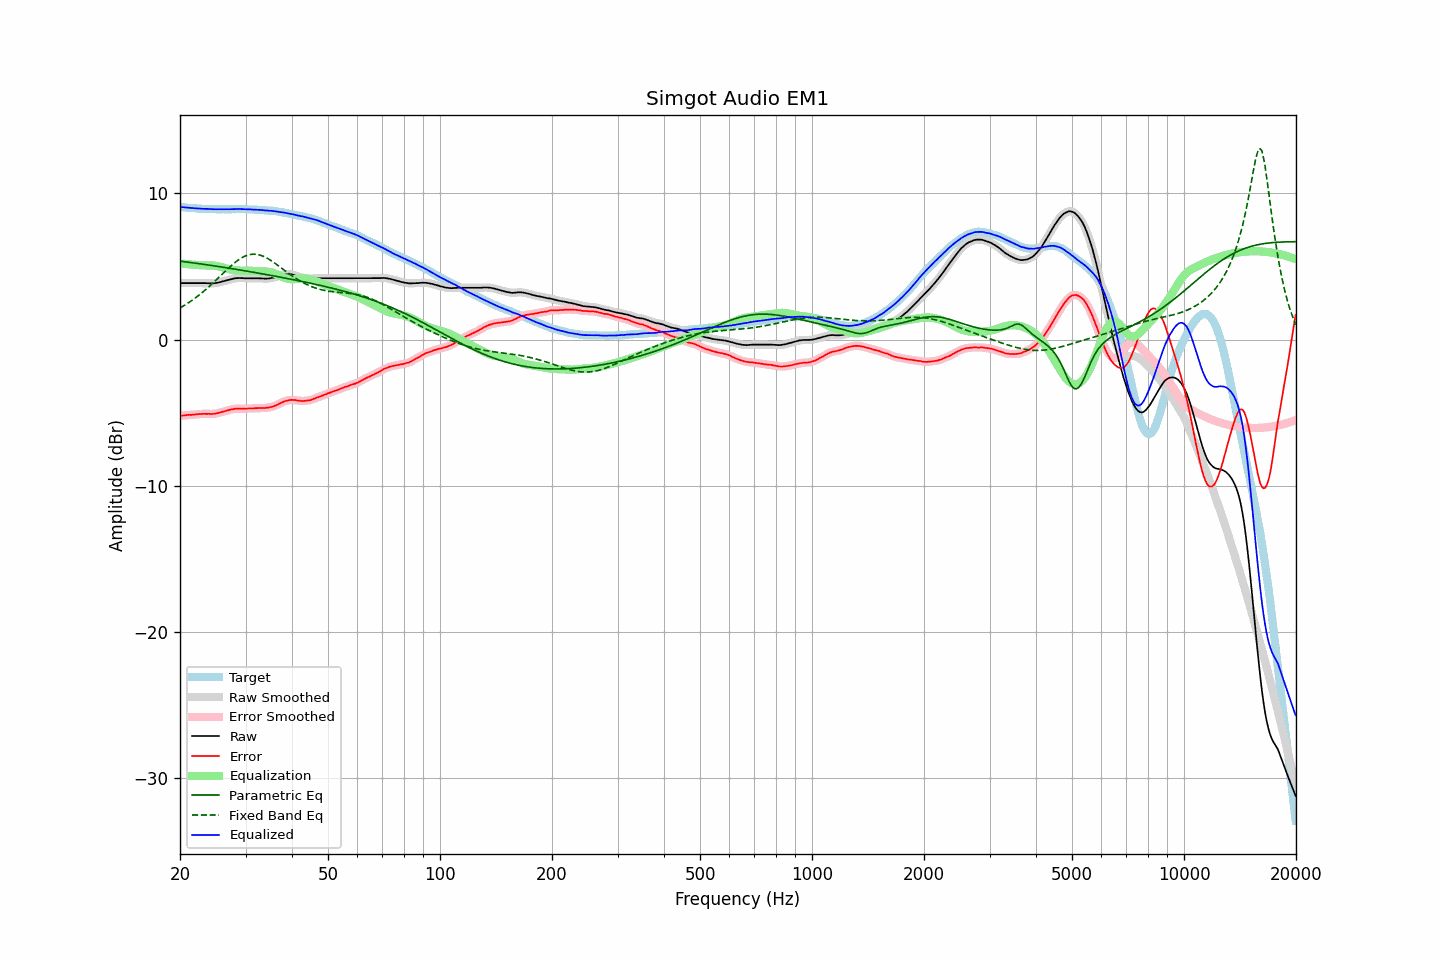 Simgot Audio EM1
Amplitude (dBr)
10
0
−10
−20
−30
Target
Raw Smoothed
Error Smoothed
Raw
Error
Equalization
Parametric Eq
Fixed Band Eq
Equalized
20 50 100 200 500 1000 2000 5000 10000 20000
Frequency (Hz)